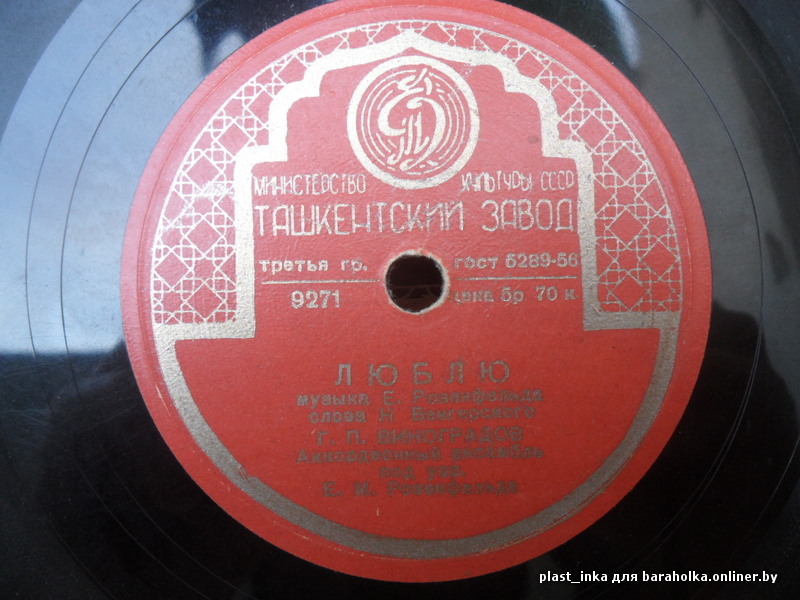 МИНИСТЕРСТВО КУЛЬТУРЫ СССР
ТАШКЕНТСКИЙ ЗАВОД
третья гр. гост 5289-56
9271 цена 5р 70 к
ЛЮБЛЮ
музыка Е. Розенфельда
слова Н. Венгерского
Г. П. ВИНОГРАДОВ
Аккордеонный ансамбль
под упр.
Е. М. Розенфельда
plast_inka для baraholka.onliner.by